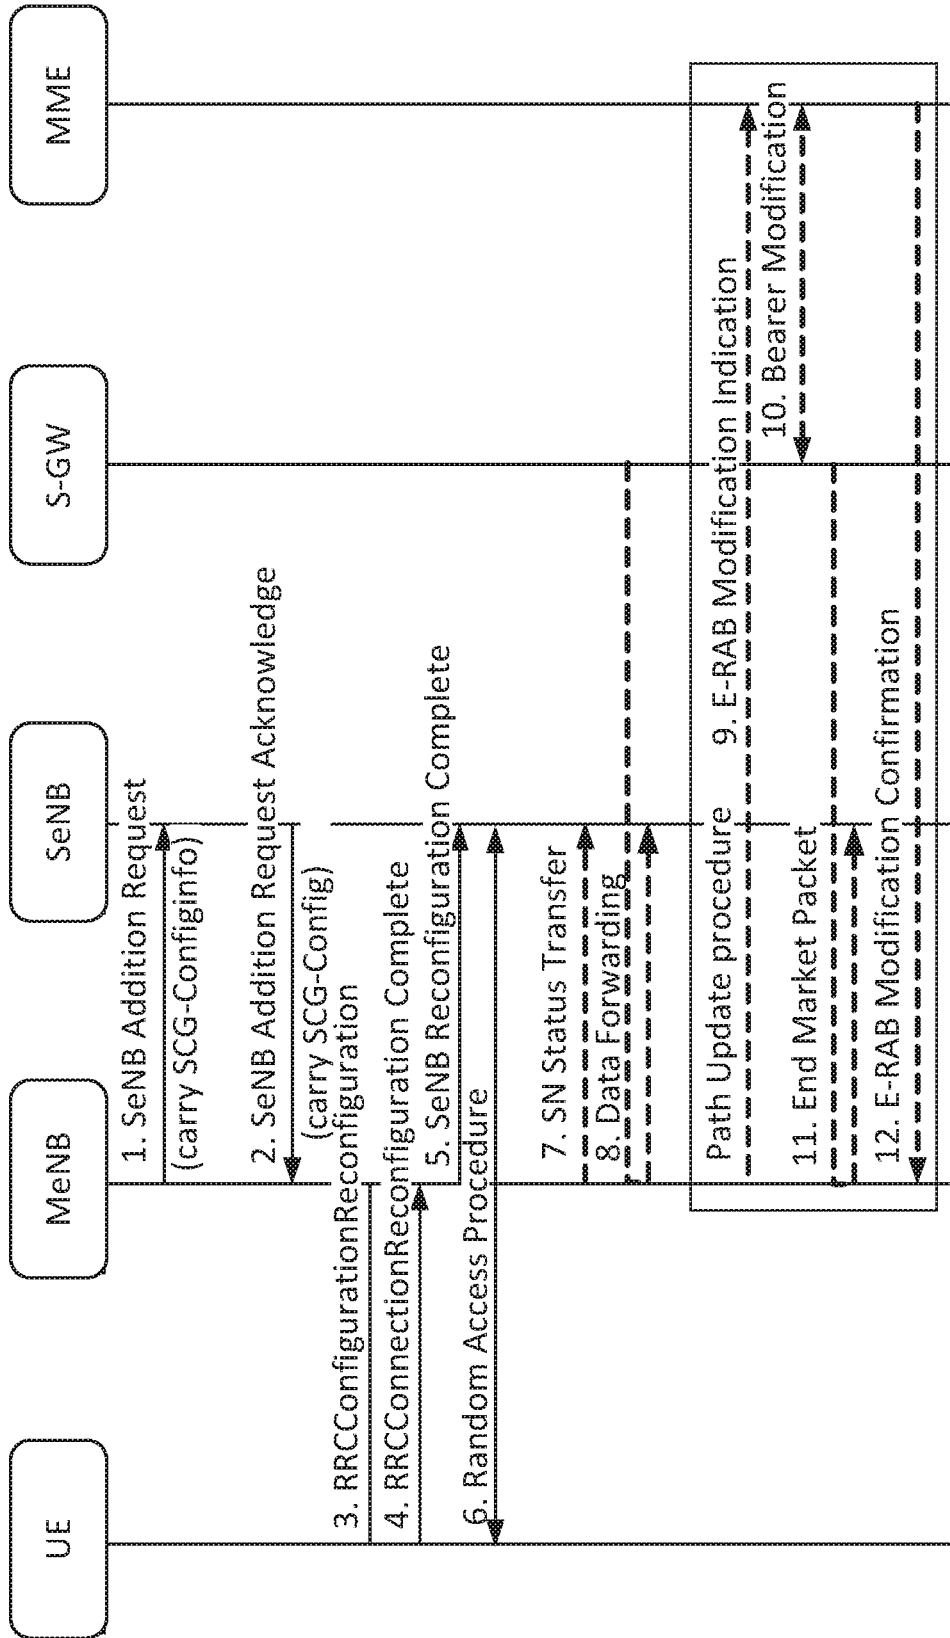 UE
MeNB
SeNB
S-GW
MME
1. SeNB Addition Request
(carry SCG-Configinfo)
2. SeNB Addition Request Acknowledge
(carry SCG-Config)
3. RRCConfigurationReconfiguration
4. RRCConnectionReconfiguration Complete
5. SeNB Reconfiguration Complete
6. Random Access Procedure
7. SN Status Transfer
8. Data Forwarding
Path Update procedure
9. E-RAB Modification Indication
10. Bearer Modification
11. End Market Packet
12. E-RAB Modification Confirmation